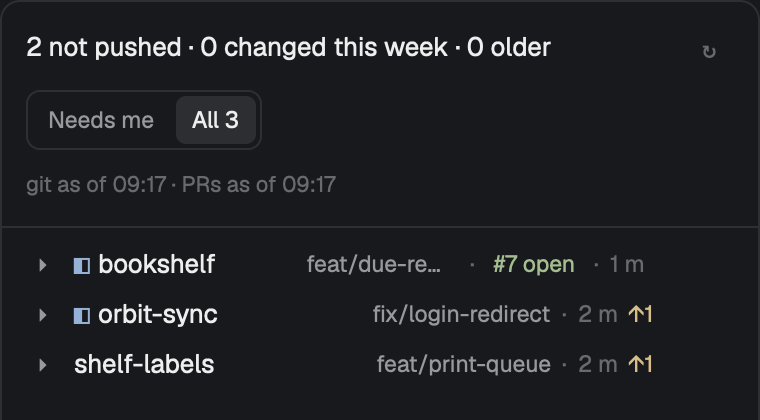 2 not pushed · 0 changed this week · 0 older ↻
Needs me All 3
git as of 09:17 · PRs as of 09:17
bookshelf feat/due-re… · #7 open · 1 m
orbit-sync fix/login-redirect · 2 m ↑1
shelf-labels feat/print-queue · 2 m ↑1